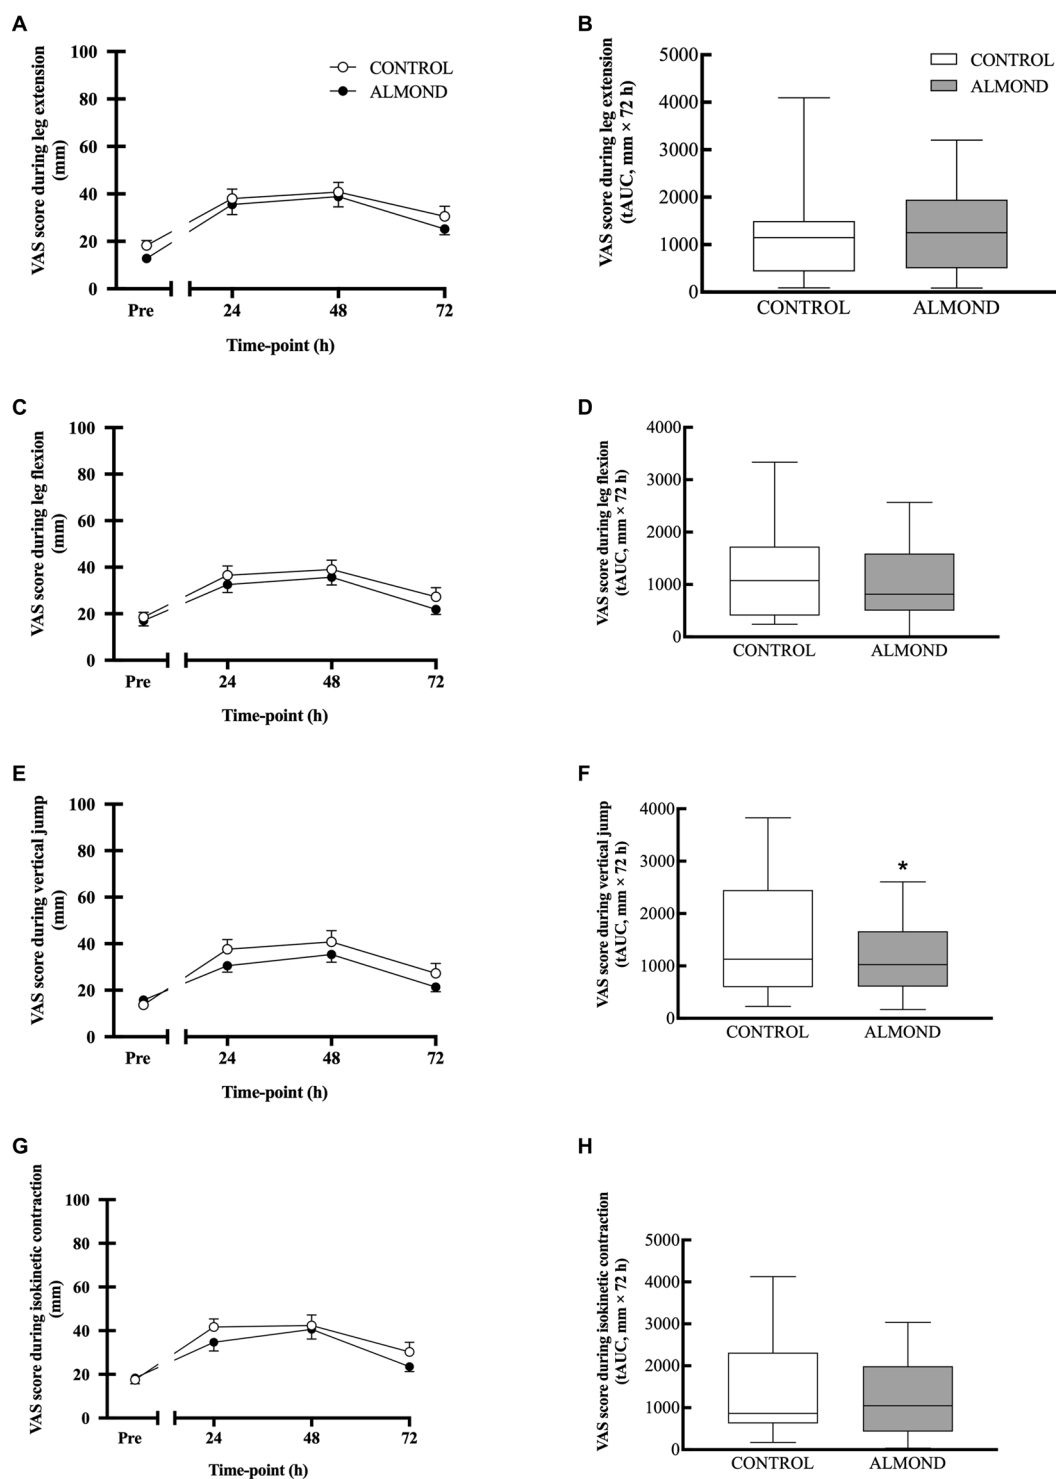 A
VAS score during leg extension
(mm)
100
80
60
40
20
0
CONTROL
ALMOND
Pre
24
48
72
Time-point (h)
B
VAS score during leg extension
(tAUC, mm × 72 h)
5000
4000
3000
2000
1000
0
CONTROL
ALMOND
CONTROL
ALMOND
C
VAS score during leg flexion
(mm)
100
80
60
40
20
0
Pre
24
48
72
Time-point (h)
D
VAS score during leg flexion
(tAUC, mm × 72 h)
4000
3000
2000
1000
0
CONTROL
ALMOND
E
VAS score during vertical jump
(mm)
100
80
60
40
20
0
Pre
24
48
72
Time-point (h)
F
VAS score during vertical jump
(tAUC, mm × 72 h)
4000
3000
2000
1000
0
*
CONTROL
ALMOND
G
VAS score during isokinetic contraction
(mm)
100
80
60
40
20
0
Pre
24
48
72
Time-point (h)
H
VAS score during isokinetic contraction
(tAUC, mm × 72 h)
5000
4000
3000
2000
1000
0
CONTROL
ALMOND